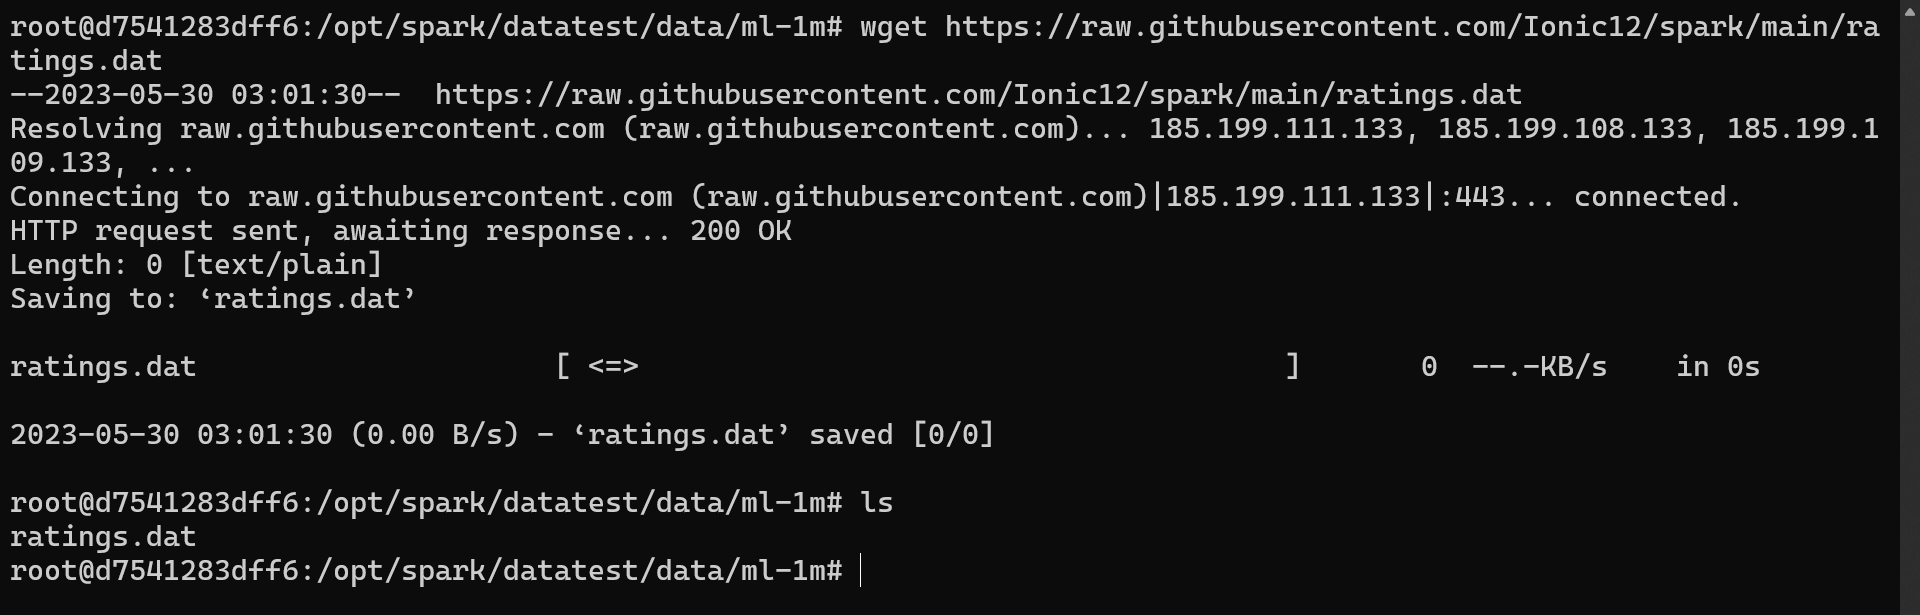 root@d7541283dff6:/opt/spark/datatest/data/ml-1m# wget https://raw.githubusercontent.com/Ionic12/spark/main/ra
tings.dat
--2023-05-30 03:01:30--  https://raw.githubusercontent.com/Ionic12/spark/main/ratings.dat
Resolving raw.githubusercontent.com (raw.githubusercontent.com)... 185.199.111.133, 185.199.108.133, 185.199.1
09.133, ...
Connecting to raw.githubusercontent.com (raw.githubusercontent.com)|185.199.111.133|:443... connected.
HTTP request sent, awaiting response... 200 OK
Length: 0 [text/plain]
Saving to: ‘ratings.dat’
ratings.dat                     [ <=>                                      ]       0  --.-KB/s    in 0s
2023-05-30 03:01:30 (0.00 B/s) - ‘ratings.dat’ saved [0/0]
root@d7541283dff6:/opt/spark/datatest/data/ml-1m# ls
ratings.dat
root@d7541283dff6:/opt/spark/datatest/data/ml-1m#